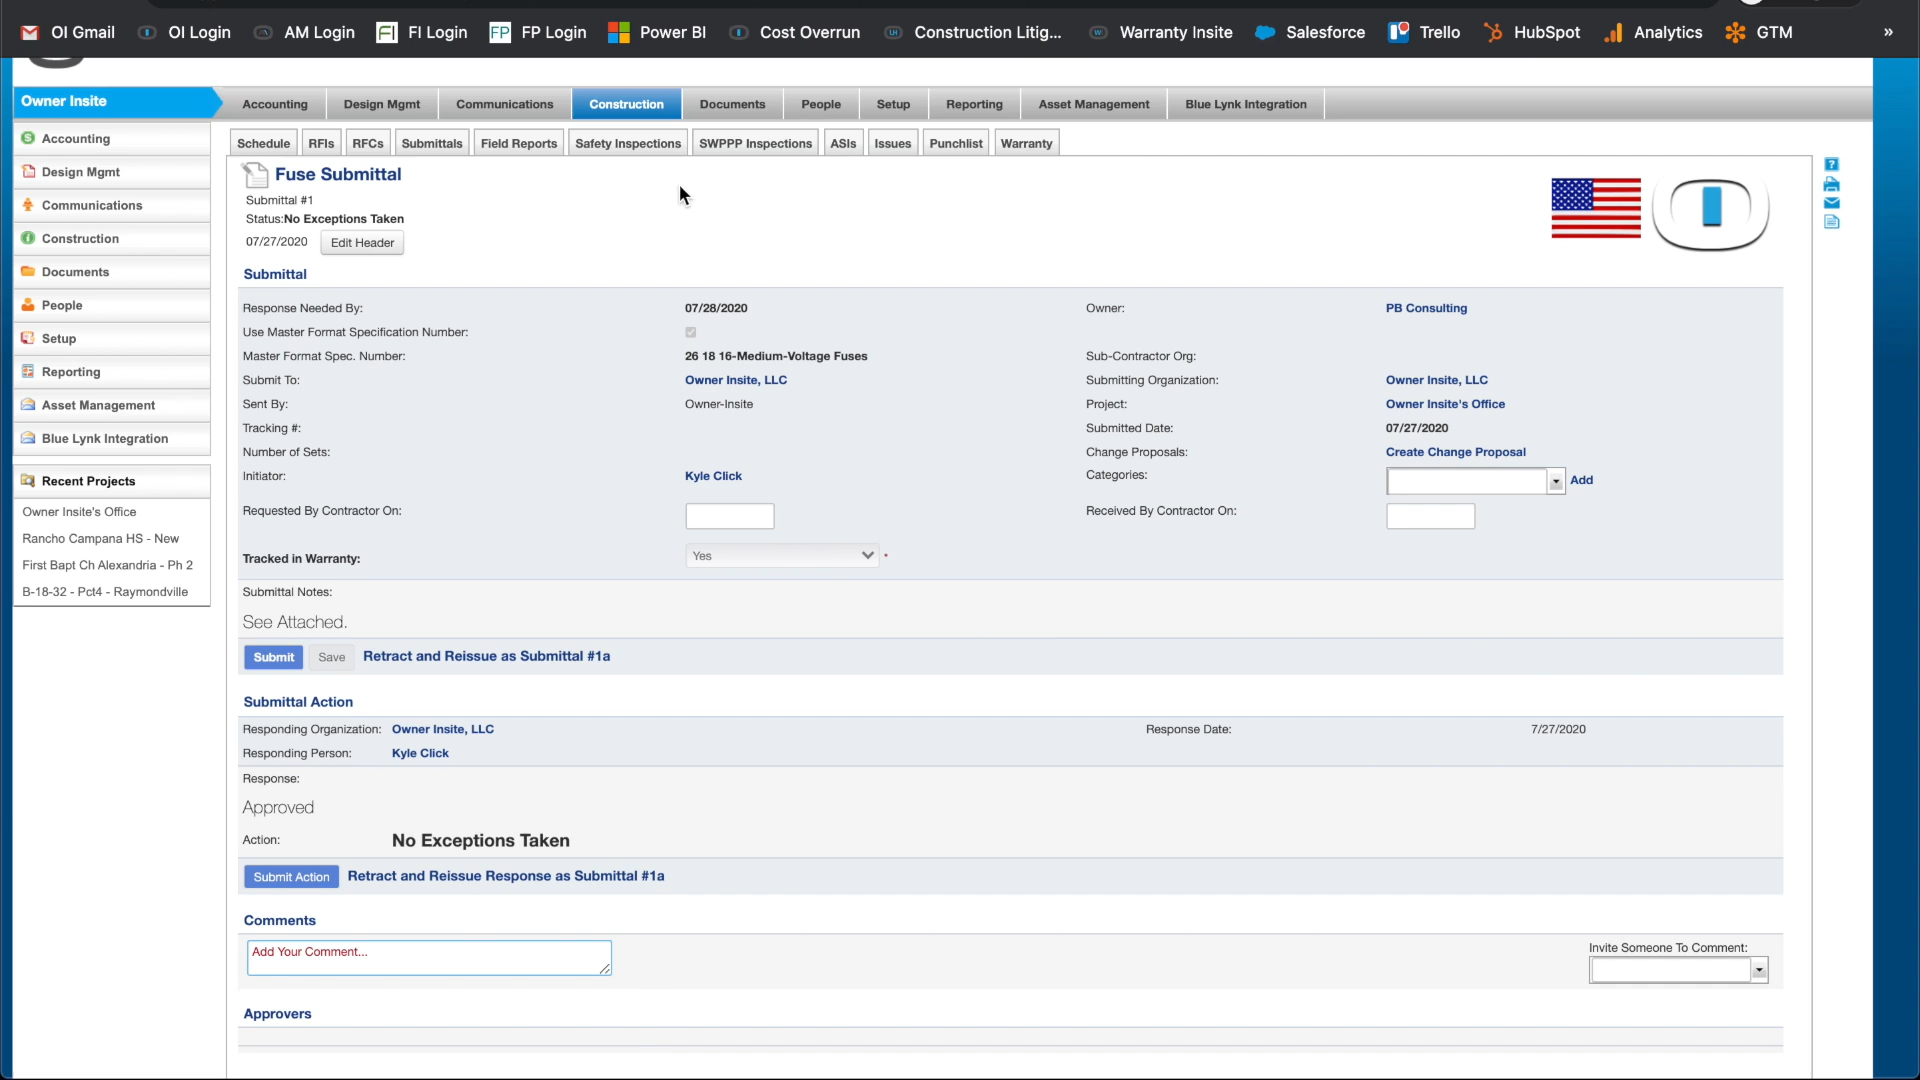 OI Gmail OI Login AM Login FI Login FP Login Power BI Cost Overrun Construction Litig... Warranty Insite Salesforce Trello HubSpot Analytics GTM »
Owner Insite
Accounting Design Mgmt Communications Construction Documents People Setup Reporting Asset Management Blue Lynk Integration
Accounting
Design Mgmt
Communications
Construction
Documents
People
Setup
Reporting
Asset Management
Blue Lynk Integration
Recent Projects
Owner Insite's Office
Rancho Campana HS - New
First Bapt Ch Alexandria - Ph 2
B-18-32 - Pct4 - Raymondville
Schedule RFIs RFCs Submittals Field Reports Safety Inspections SWPPP Inspections ASIs Issues Punchlist Warranty
Fuse Submittal
Submittal #1
Status:No Exceptions Taken
07/27/2020 Edit Header
Submittal
Response Needed By: 07/28/2020 Owner: PB Consulting
Use Master Format Specification Number:
Master Format Spec. Number: 26 18 16-Medium-Voltage Fuses Sub-Contractor Org:
Submit To: Owner Insite, LLC Submitting Organization: Owner Insite, LLC
Sent By: Owner-Insite Project: Owner Insite's Office
Tracking #: Submitted Date: 07/27/2020
Number of Sets: Change Proposals: Create Change Proposal
Initiator: Kyle Click Categories: Add
Requested By Contractor On: Received By Contractor On:
Tracked in Warranty: Yes *
Submittal Notes:
See Attached.
Submit Save Retract and Reissue as Submittal #1a
Submittal Action
Responding Organization: Owner Insite, LLC Response Date: 7/27/2020
Responding Person: Kyle Click
Response:
Approved
Action: No Exceptions Taken
Submit Action Retract and Reissue Response as Submittal #1a
Comments
Add Your Comment...
Invite Someone To Comment:
Approvers